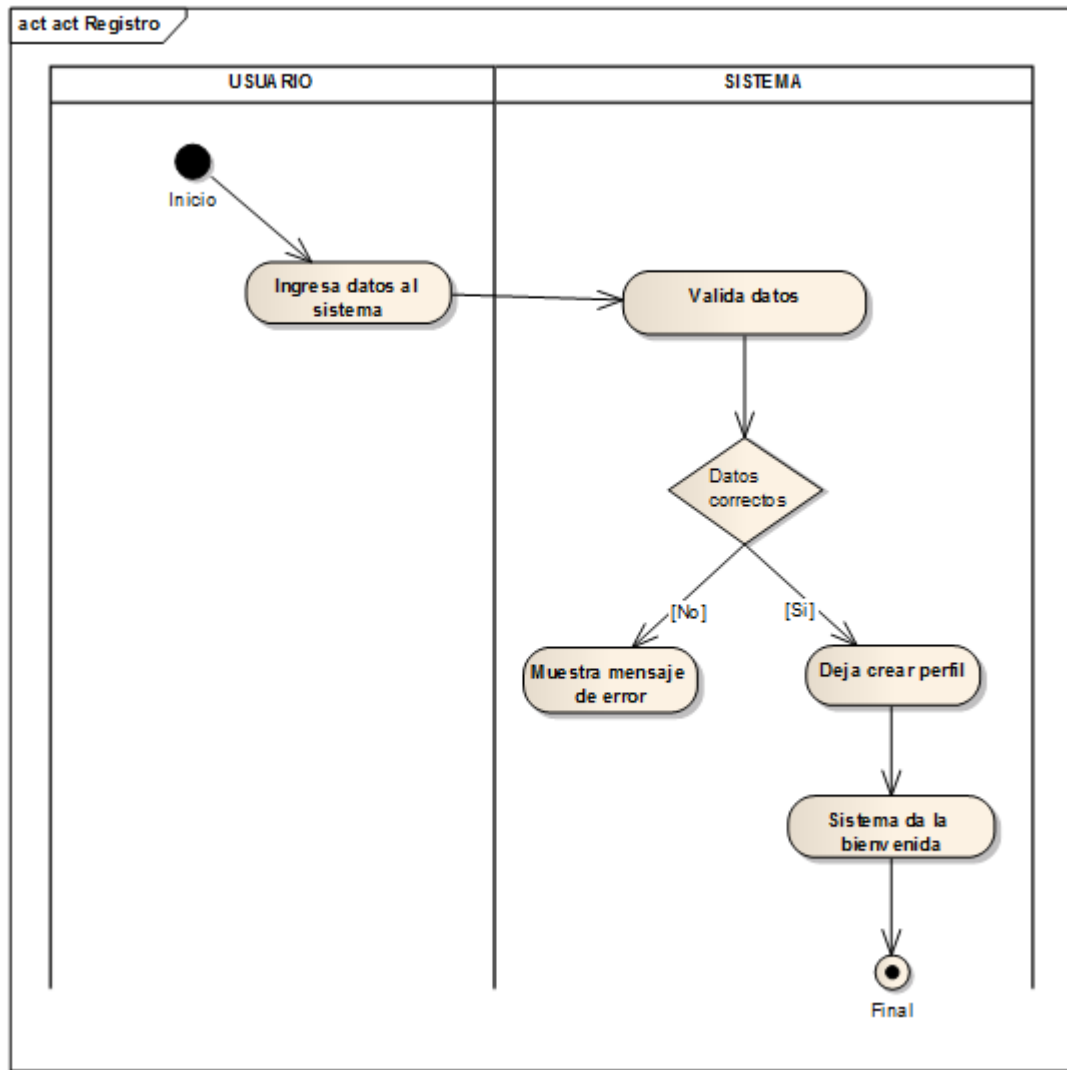 act act Registro
USUARIO
SISTEMA
Inicio
Ingresa datos al
sistema
Valida datos
Datos
correctos
[No]
[Si]
Muestra mensaje
de error
Deja crear perfil
Sistema da la
bienvenida
Final